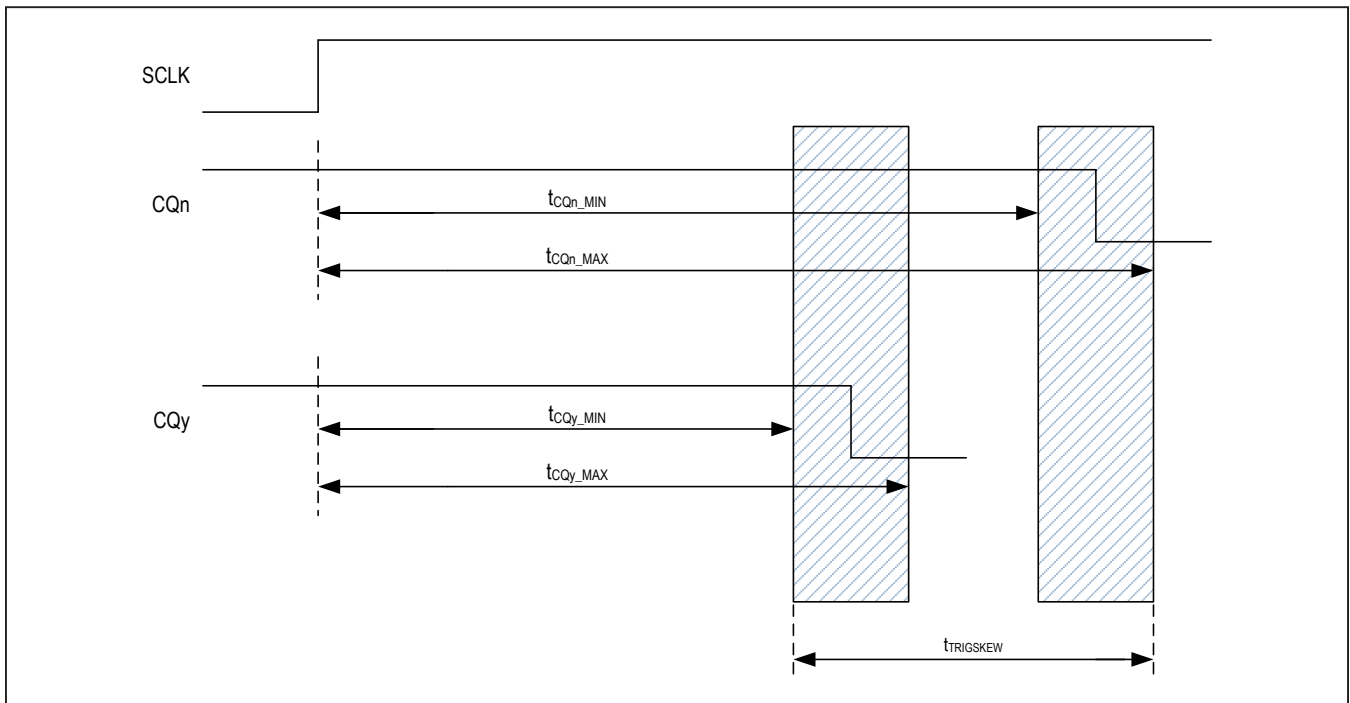 SCLK
CQn
tCQn_MIN
tCQn_MAX
CQy
tCQy_MIN
tCQy_MAX
tTRIGSKEW